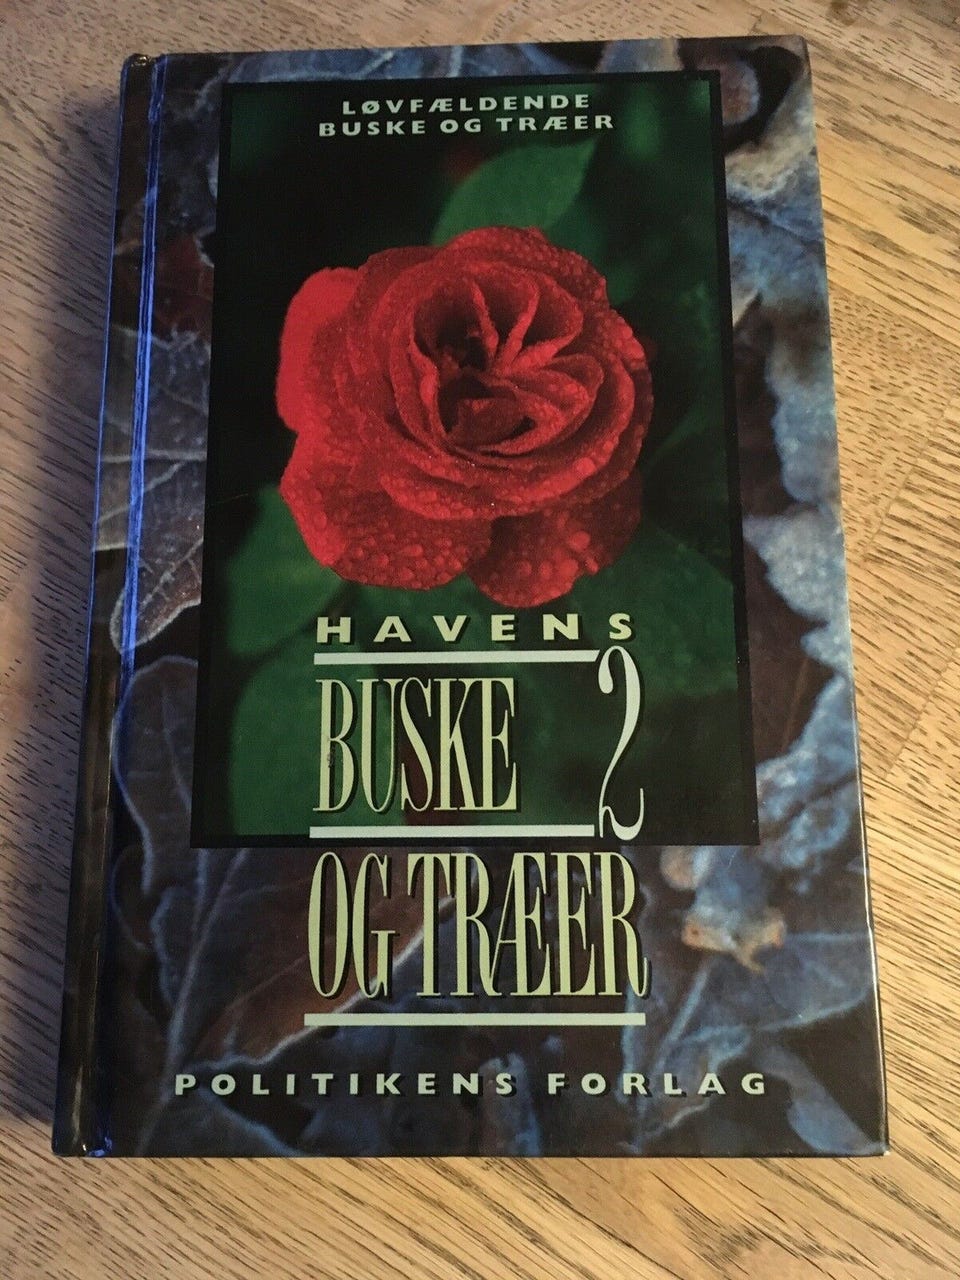 LØVFÆLDENDE
BUSKE OG TRÆER
HAVENS
BUSKE 2
OG TRÆER
POLITIKENS FORLAG